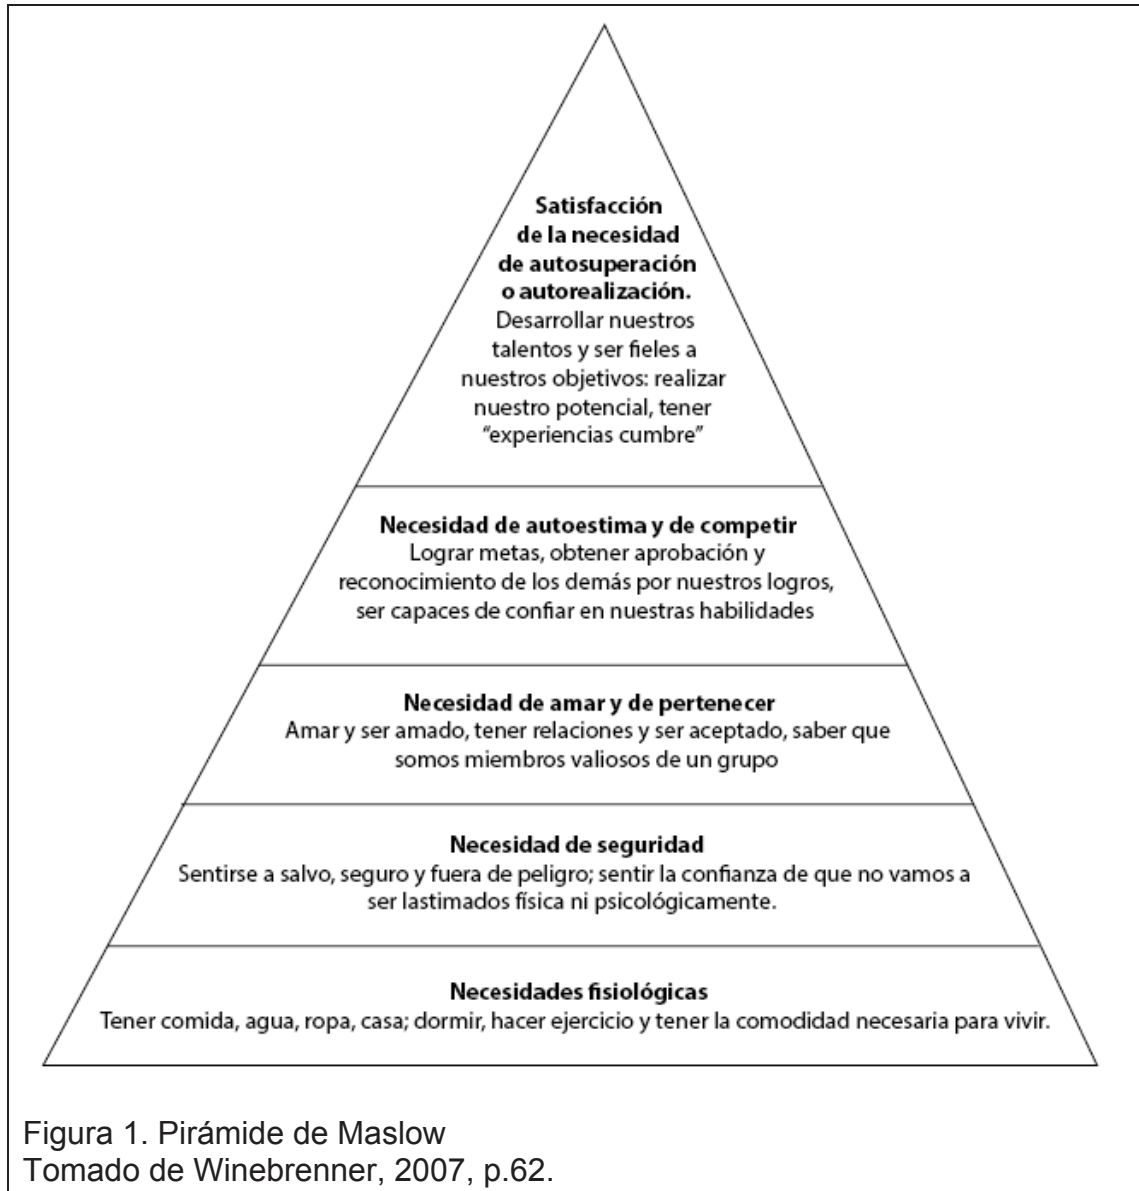 Satisfacción
de la necesidad
de autosuperación
o autorealización.
Desarrollar nuestros
talentos y ser fieles a
nuestros objetivos: realizar
nuestro potencial, tener
“experiencias cumbre”
Necesidad de autoestima y de competir
Lograr metas, obtener aprobación y
reconocimiento de los demás por nuestros logros,
ser capaces de confiar en nuestras habilidades
Necesidad de amar y de pertenecer
Amar y ser amado, tener relaciones y ser aceptado, saber que
somos miembros valiosos de un grupo
Necesidad de seguridad
Sentirse a salvo, seguro y fuera de peligro; sentir la confianza de que no vamos a
ser lastimados física ni psicológicamente.
Necesidades fisiológicas
Tener comida, agua, ropa, casa; dormir, hacer ejercicio y tener la comodidad necesaria para vivir.
Figura 1. Pirámide de Maslow
Tomado de Winebrenner, 2007, p.62.